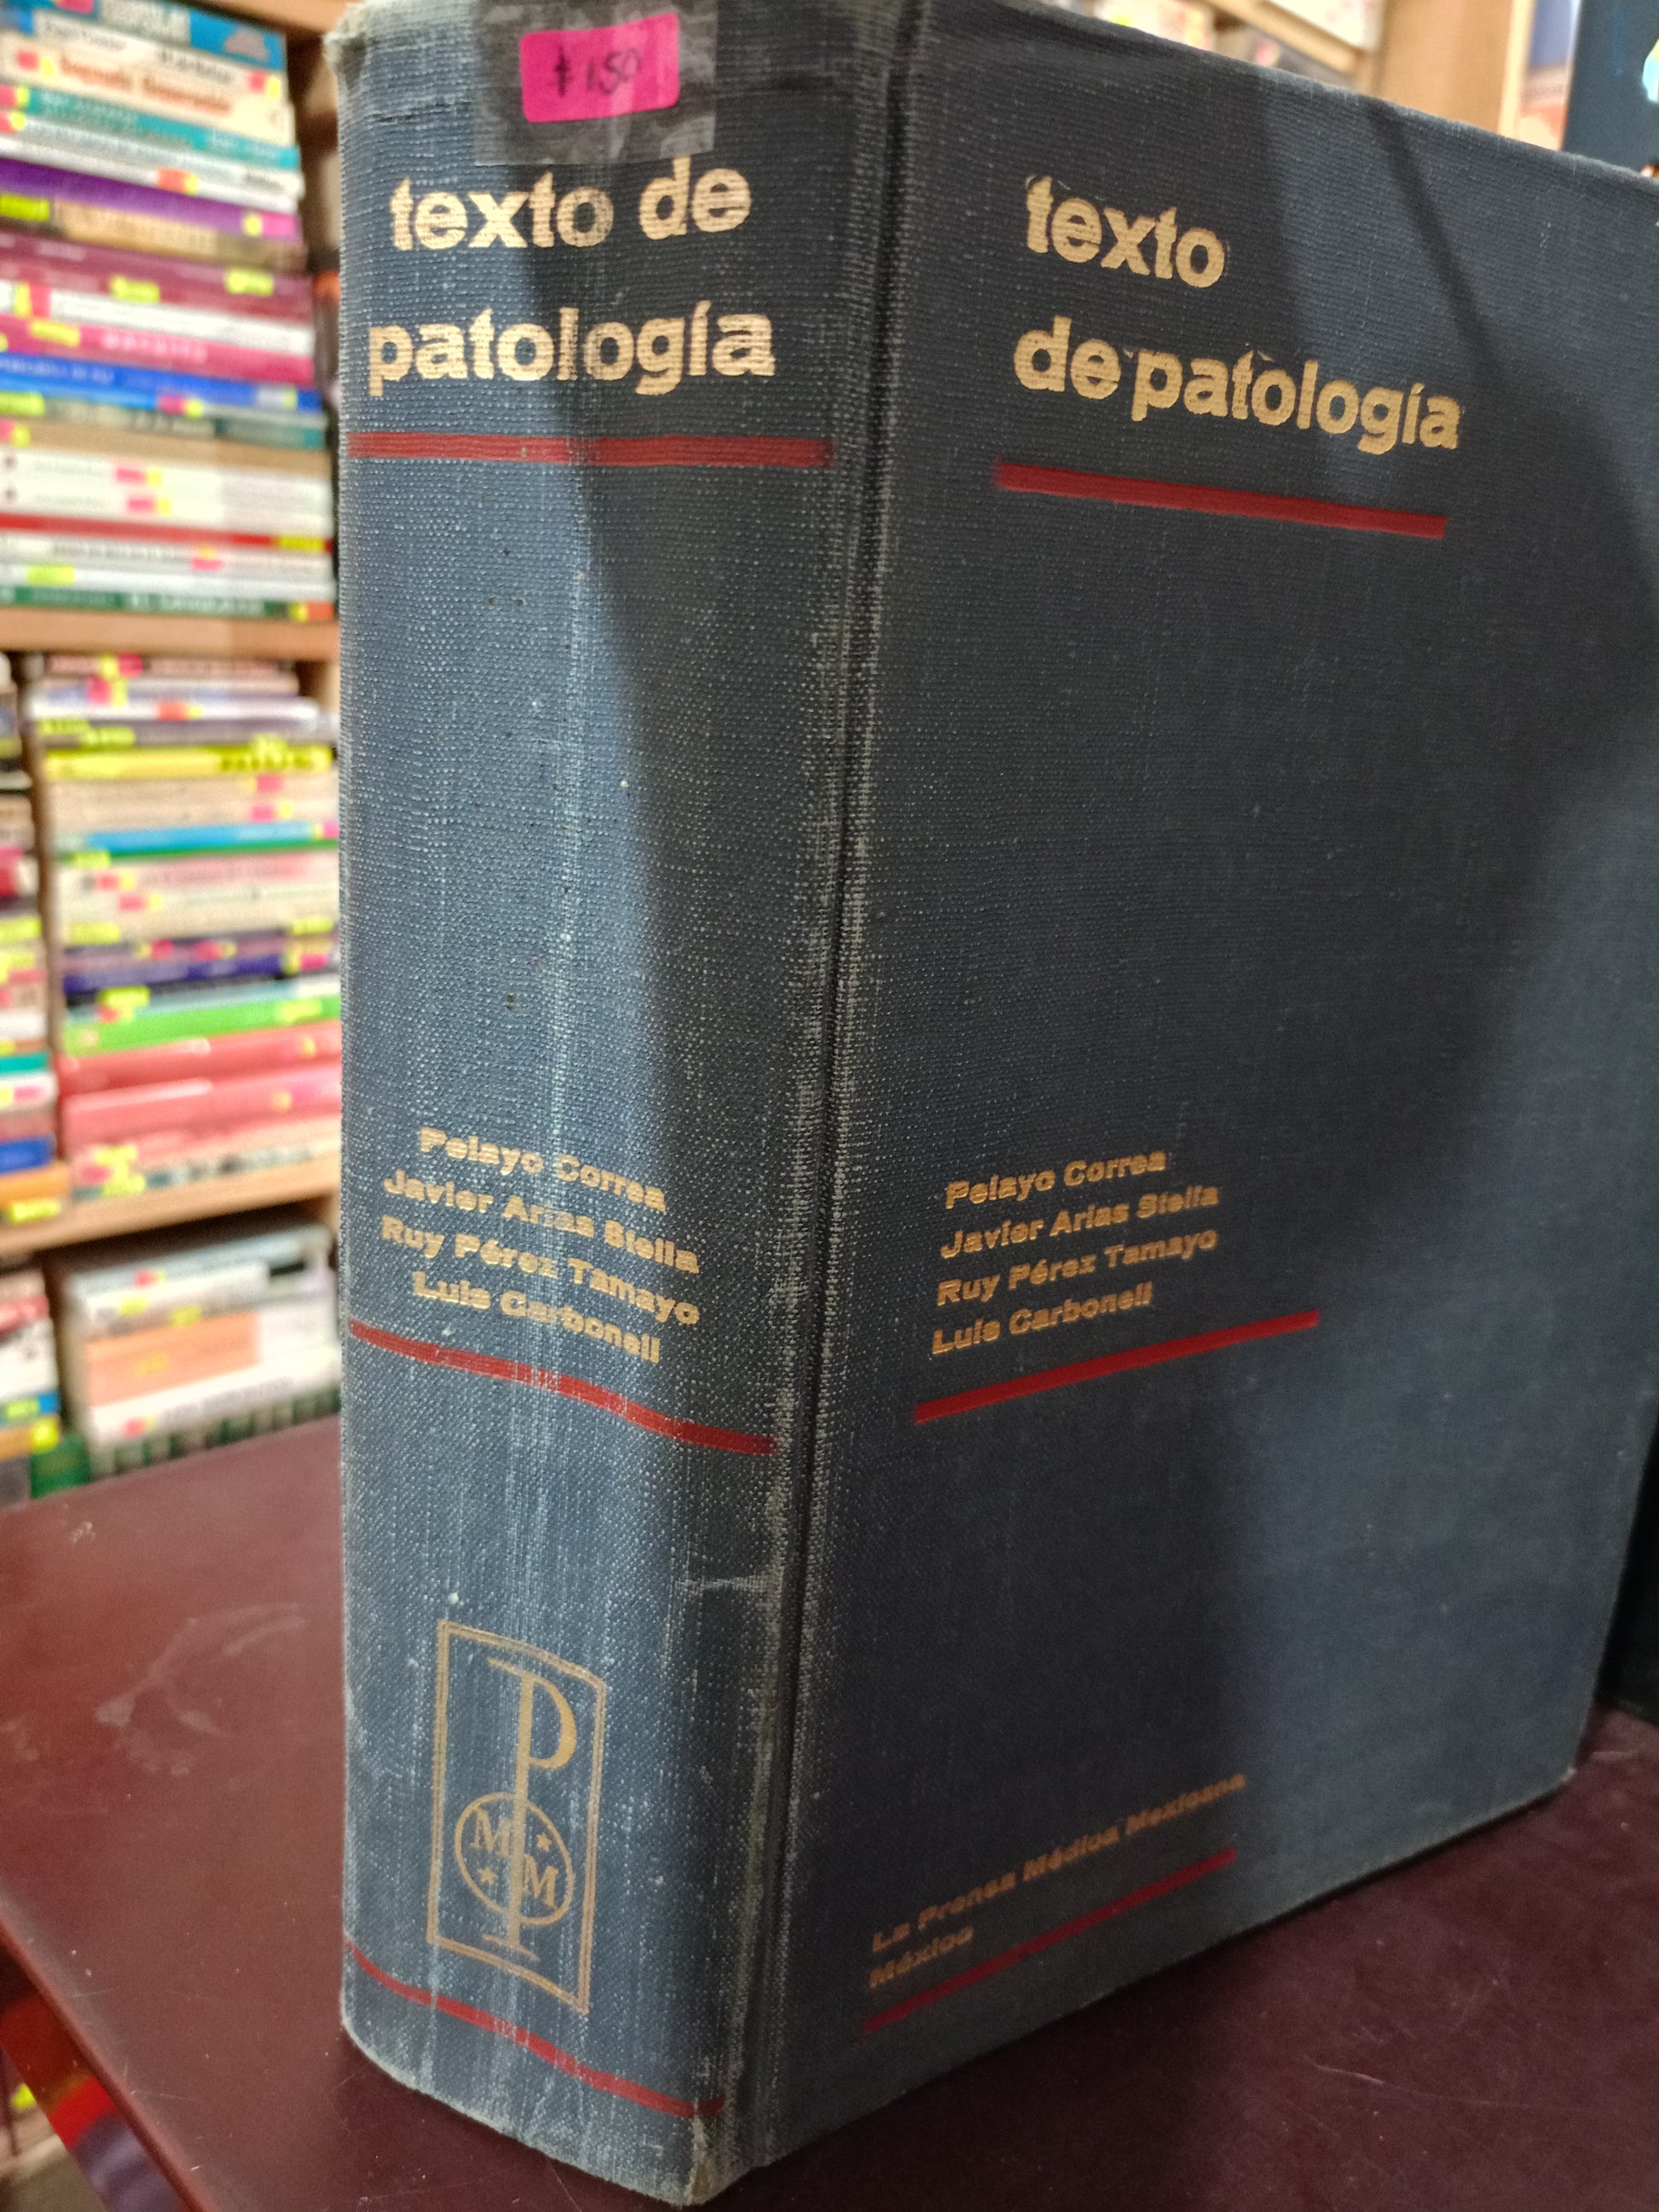 $ 150
texto de
patología
Pelayo Correa
Javier Arias Stella
Ruy Pérez Tamayo
Luis Carbonell
P
M
M
texto
de patología
Pelayo Correa
Javier Arias Stella
Ruy Pérez Tamayo
Luis Carbonell
La Prensa Médica Mexicana
México